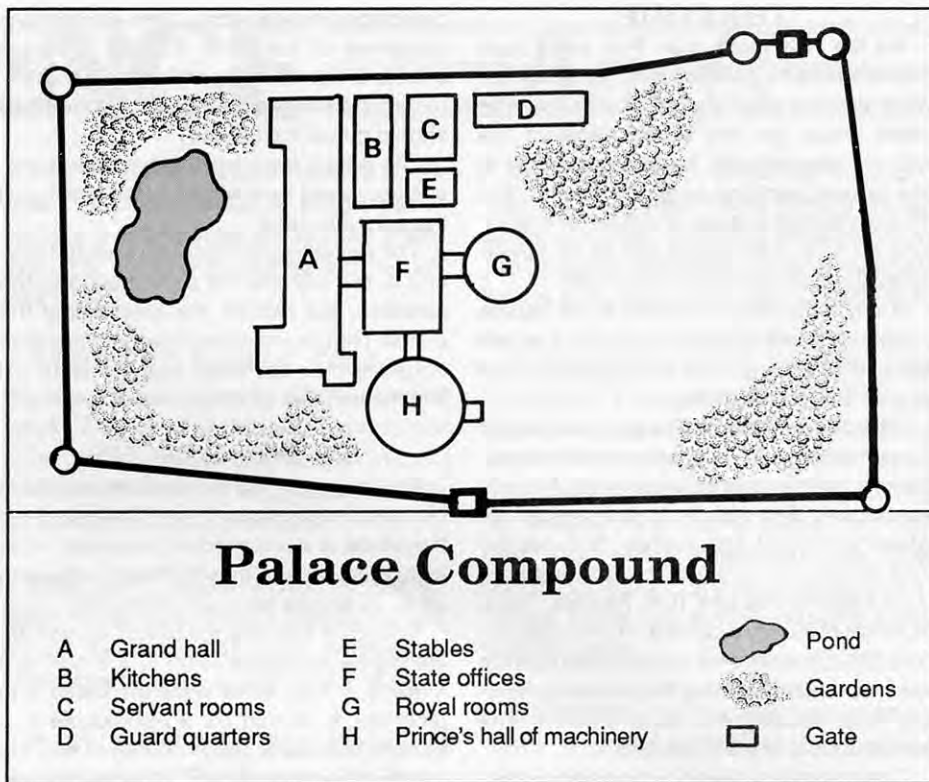 C
D
B
E
A
F
G
H
Palace Compound
A Grand hall
B Kitchens
C Servant rooms
D Guard quarters
E Stables
F State offices
G Royal rooms
H Prince's hall of machinery
Pond
Gardens
Gate